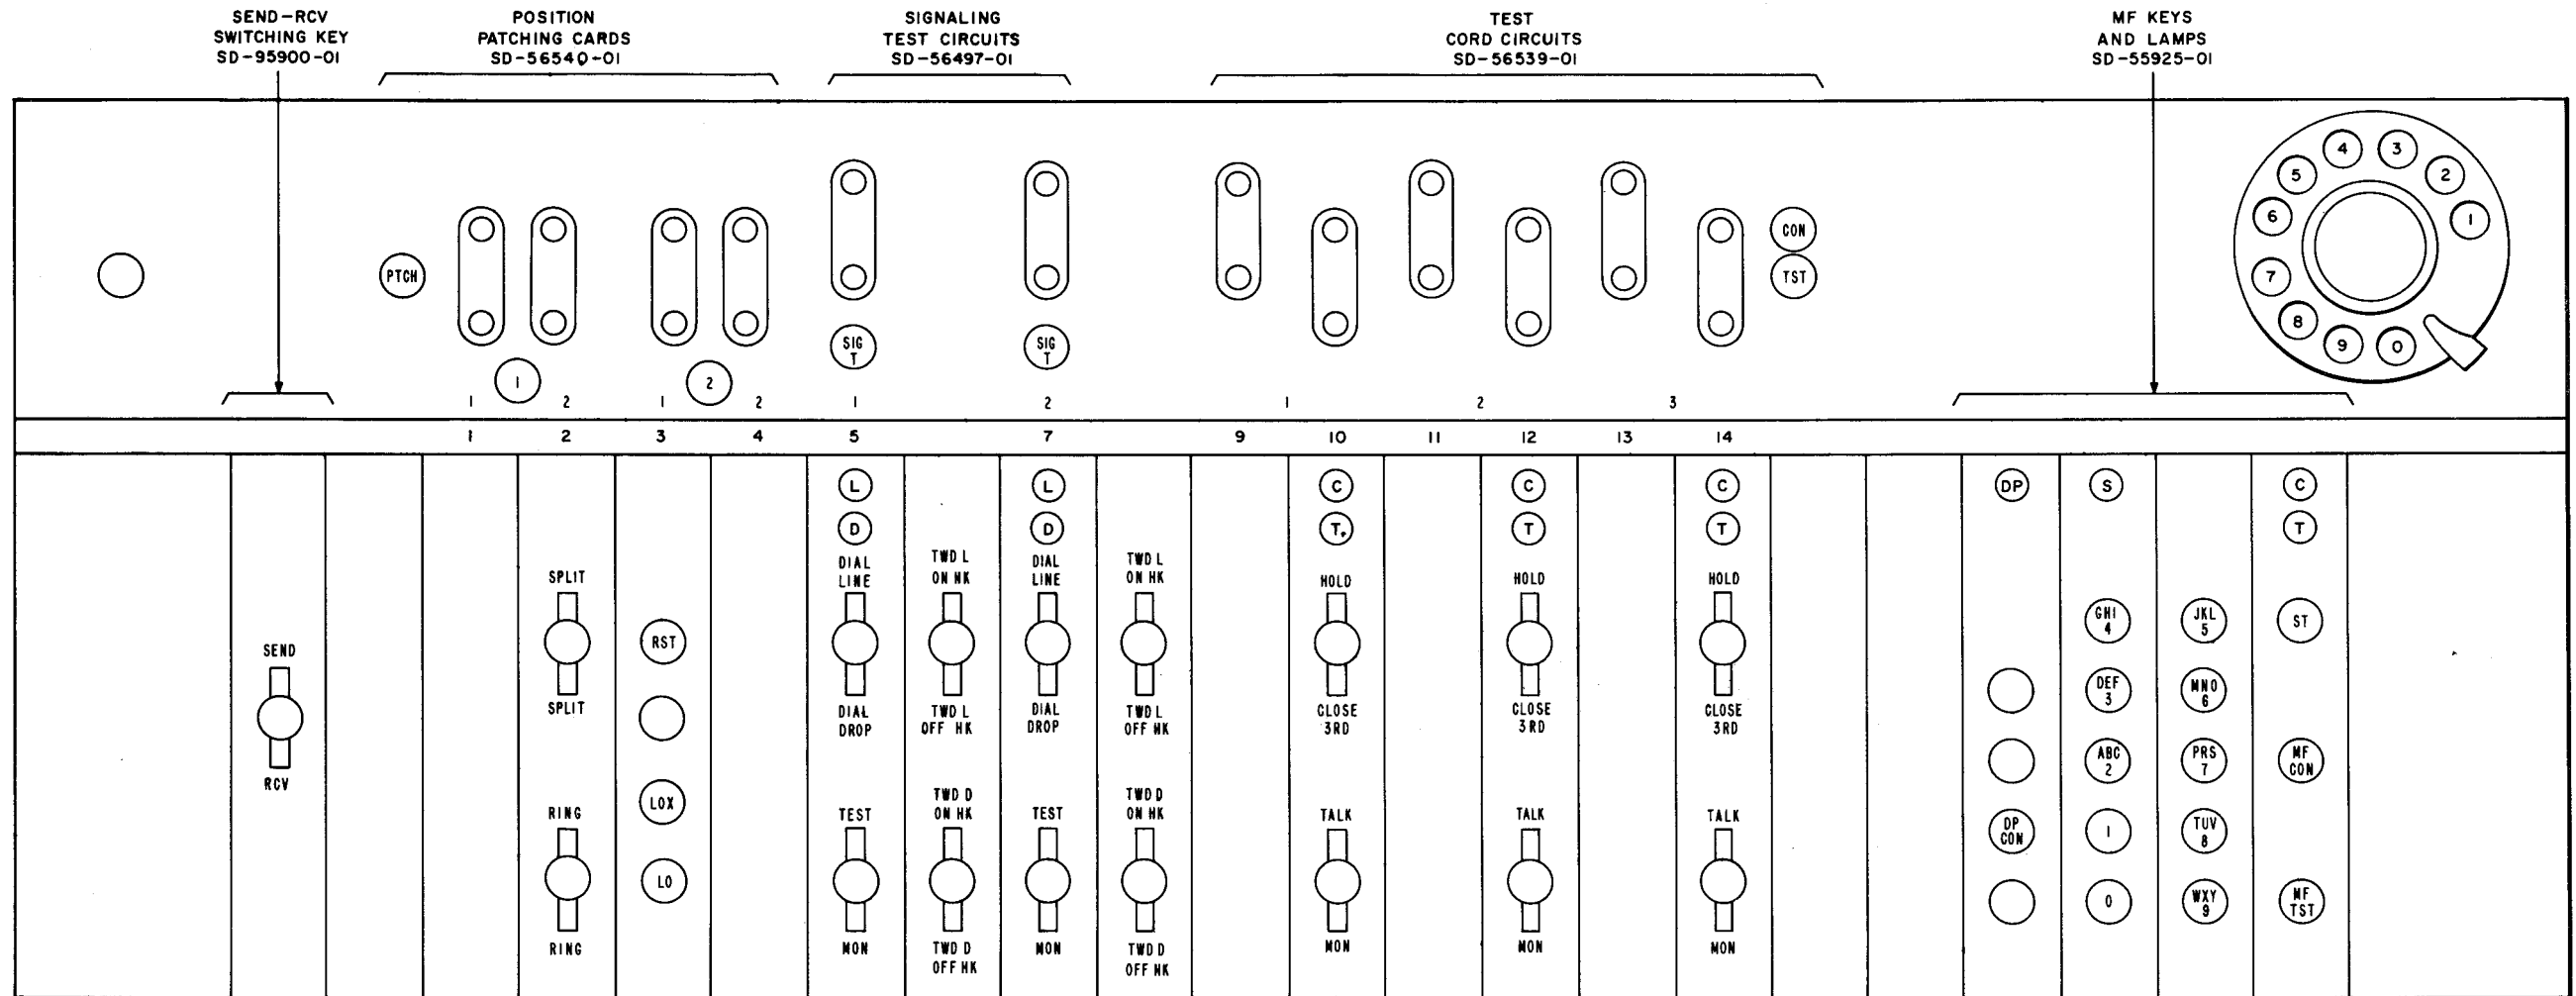 SEND-RCV
SWITCHING KEY
SD-95900-01
POSITION
PATCHING CARDS
SD-56540-01
SIGNALING
TEST CIRCUITS
SD-56497-01
TEST
CORD CIRCUITS
SD-56539-01
MF KEYS
AND LAMPS
SD-55925-01
PTCH
1
2
SIG
T
SIG
T
CON
TST
4 3 2 1
5
6
7
8
9 0
1 2 1 2 1 2 1 2 3
1 2 3 4 5 7 9 10 11 12 13 14
SEND
RCV
SPLIT
SPLIT
RING
RING
RST
LOX
LO
L
D
DIAL
LINE
DIAL
DROP
TEST
MON
TWD L
ON HK
TWD L
OFF HK
TWD D
ON HK
TWD D
OFF HK
L
D
DIAL
LINE
DIAL
DROP
TEST
MON
TWD L
ON HK
TWD L
OFF HK
TWD D
ON HK
TWD D
OFF HK
C
T
HOLD
CLOSE
3RD
TALK
MON
C
T
HOLD
CLOSE
3RD
TALK
MON
C
T
HOLD
CLOSE
3RD
TALK
MON
DP
DP
CON
S
GHI
4
DEF
3
ABC
2
1
0
JKL
5
MNO
6
PRS
7
TUV
8
WXY
9
C
T
ST
MF
CON
MF
TST